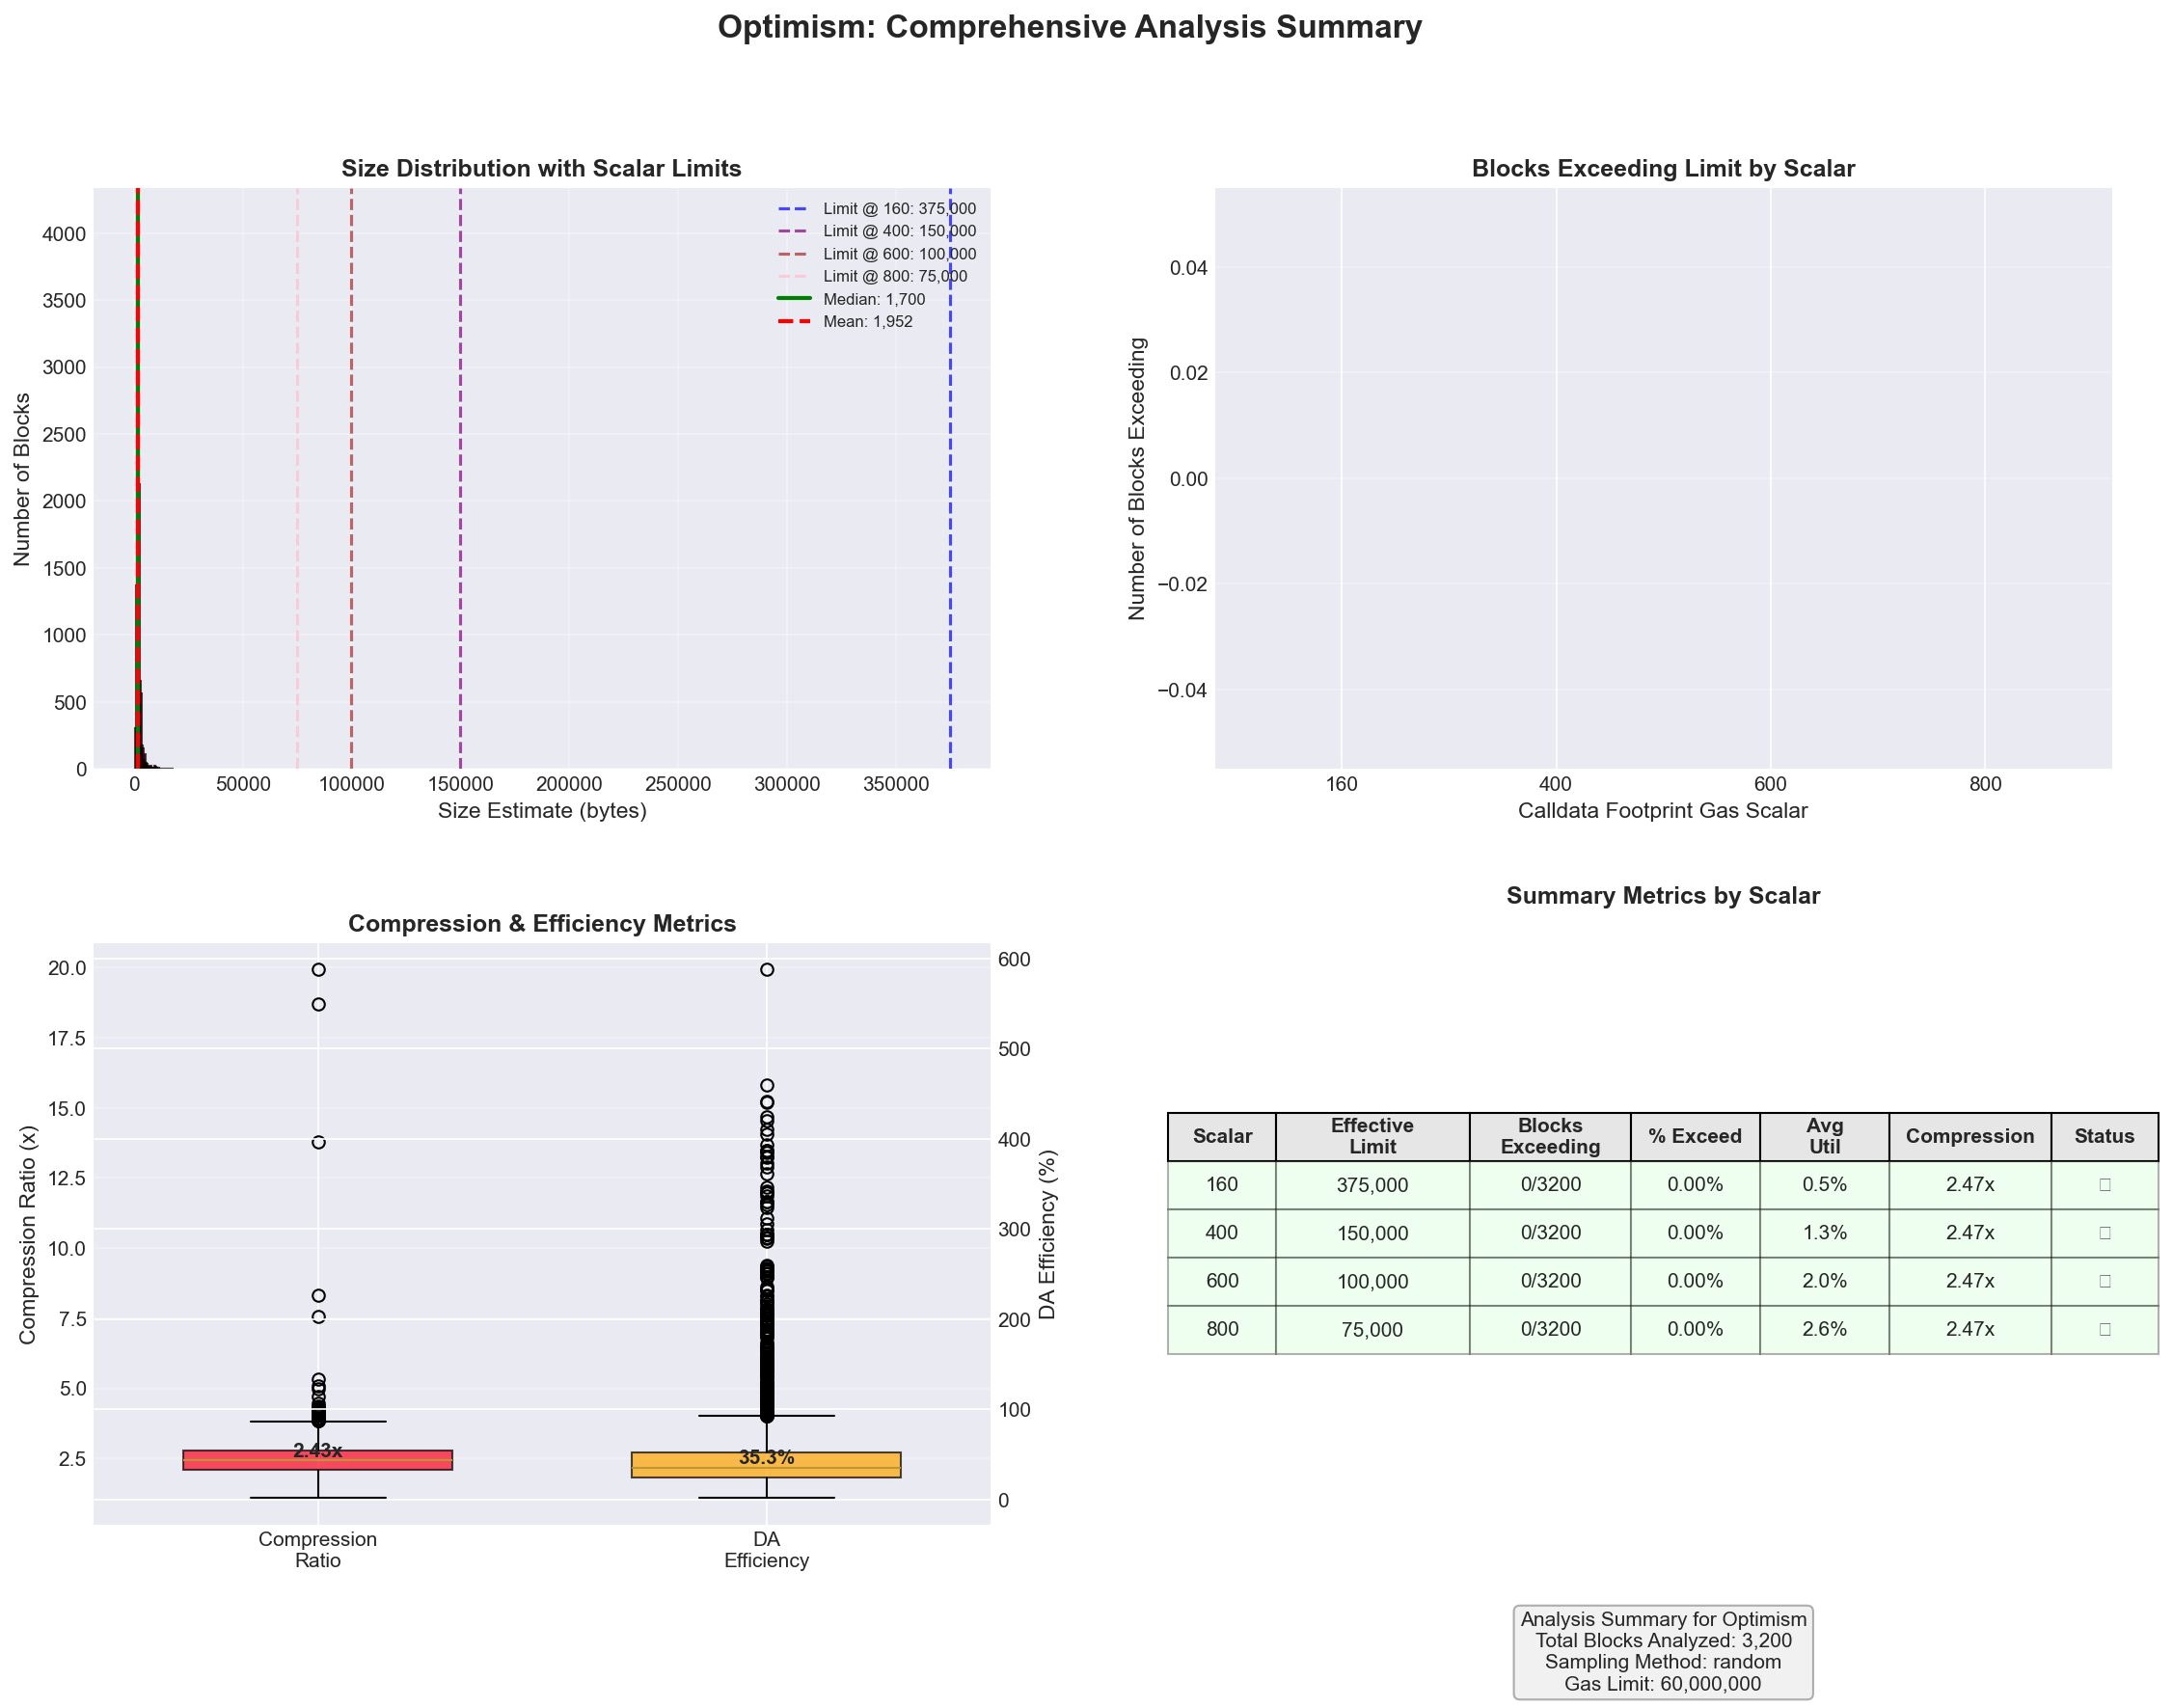 Optimism: Comprehensive Analysis Summary
Size Distribution with Scalar Limits
Number of Blocks
4000
3500
3000
2500
2000
1500
1000
500
0
Limit @ 160: 375,000
Limit @ 400: 150,000
Limit @ 600: 100,000
Limit @ 800: 75,000
Median: 1,700
Mean: 1,952
0 50000 100000 150000 200000 250000 300000 350000
Size Estimate (bytes)
Blocks Exceeding Limit by Scalar
Number of Blocks Exceeding
0.04
0.02
0.00
−0.02
−0.04
160 400 600 800
Calldata Footprint Gas Scalar
Compression & Efficiency Metrics
Compression Ratio (x)
20.0
17.5
15.0
12.5
10.0
7.5
5.0
2.5
2.43x
35.3%
600
500
400
300
200
100
0
DA Efficiency (%)
Compression
Ratio
DA
Efficiency
Summary Metrics by Scalar
Scalar Effective Limit Blocks Exceeding % Exceed Avg Util Compression Status
160 375,000 0/3200 0.00% 0.5% 2.47x
400 150,000 0/3200 0.00% 1.3% 2.47x
600 100,000 0/3200 0.00% 2.0% 2.47x
800 75,000 0/3200 0.00% 2.6% 2.47x
Analysis Summary for Optimism
Total Blocks Analyzed: 3,200
Sampling Method: random
Gas Limit: 60,000,000